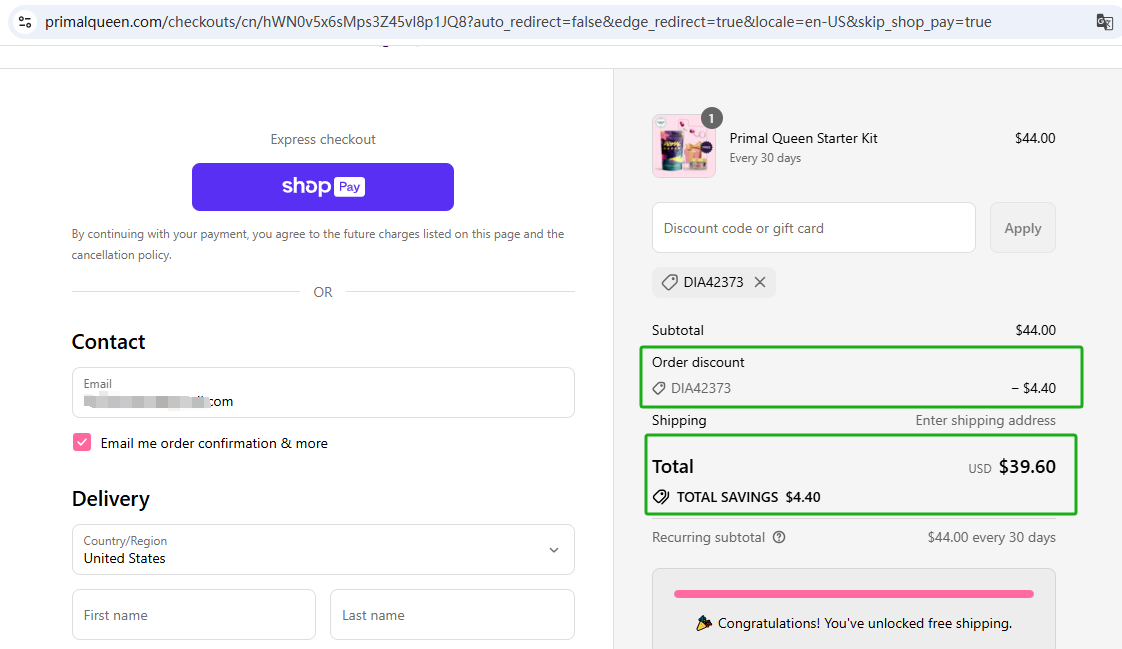 primalqueen.com/checkouts/cn/hWN0v5x6sMps3Z45vI8p1JQ8?auto_redirect=false&edge_redirect=true&locale=en-US&skip_shop_pay=true
Express checkout
shop Pay
By continuing with your payment, you agree to the future charges listed on this page and the
cancellation policy.
OR
Contact
Email
.com
Email me order confirmation & more
Delivery
Country/Region
United States
First name
Last name
1
Primal Queen Starter Kit
$44.00
Every 30 days
Discount code or gift card
Apply
DIA42373
Subtotal
$44.00
Order discount
DIA42373
− $4.40
Shipping
Enter shipping address
Total
USD $39.60
TOTAL SAVINGS $4.40
Recurring subtotal
$44.00 every 30 days
Congratulations! You've unlocked free shipping.